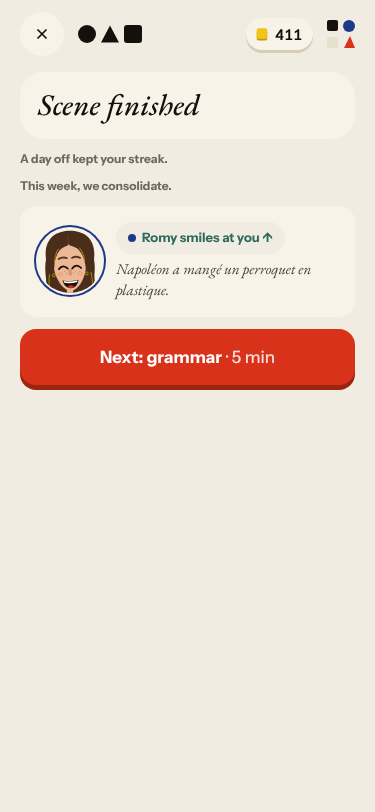 ×
411
Scene finished
A day off kept your streak.
This week, we consolidate.
Romy smiles at you ↑
Napoléon a mangé un perroquet en
plastique.
Next: grammar · 5 min